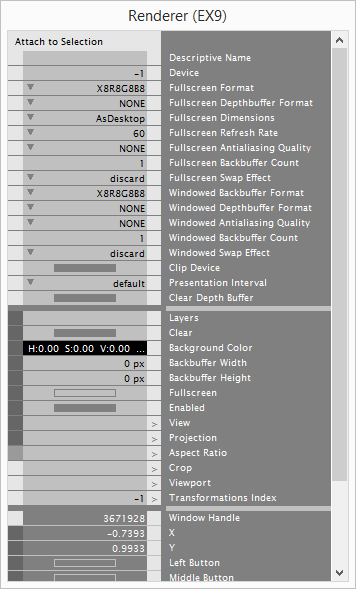 Renderer (EX9)
Attach to Selection
Descriptive Name
-1 Device
X8R8G8B8 Fullscreen Format
NONE Fullscreen Depthbuffer Format
AsDesktop Fullscreen Dimensions
60 Fullscreen Refresh Rate
NONE Fullscreen Antialiasing Quality
1 Fullscreen Backbuffer Count
discard Fullscreen Swap Effect
X8R8G8B8 Windowed Backbuffer Format
NONE Windowed Depthbuffer Format
NONE Windowed Antialiasing Quality
1 Windowed Backbuffer Count
discard Windowed Swap Effect
Clip Device
default Presentation Interval
Clear Depth Buffer
Layers
Clear
H:0.00 S:0.00 V:0.00 ... Background Color
0 px Backbuffer Width
0 px Backbuffer Height
Fullscreen
Enabled
> View
> Projection
> Aspect Ratio
> Crop
> Viewport
-1 > Transformations Index
3671928 Window Handle
-0.7393 X
0.9933 Y
Left Button
Middle Button